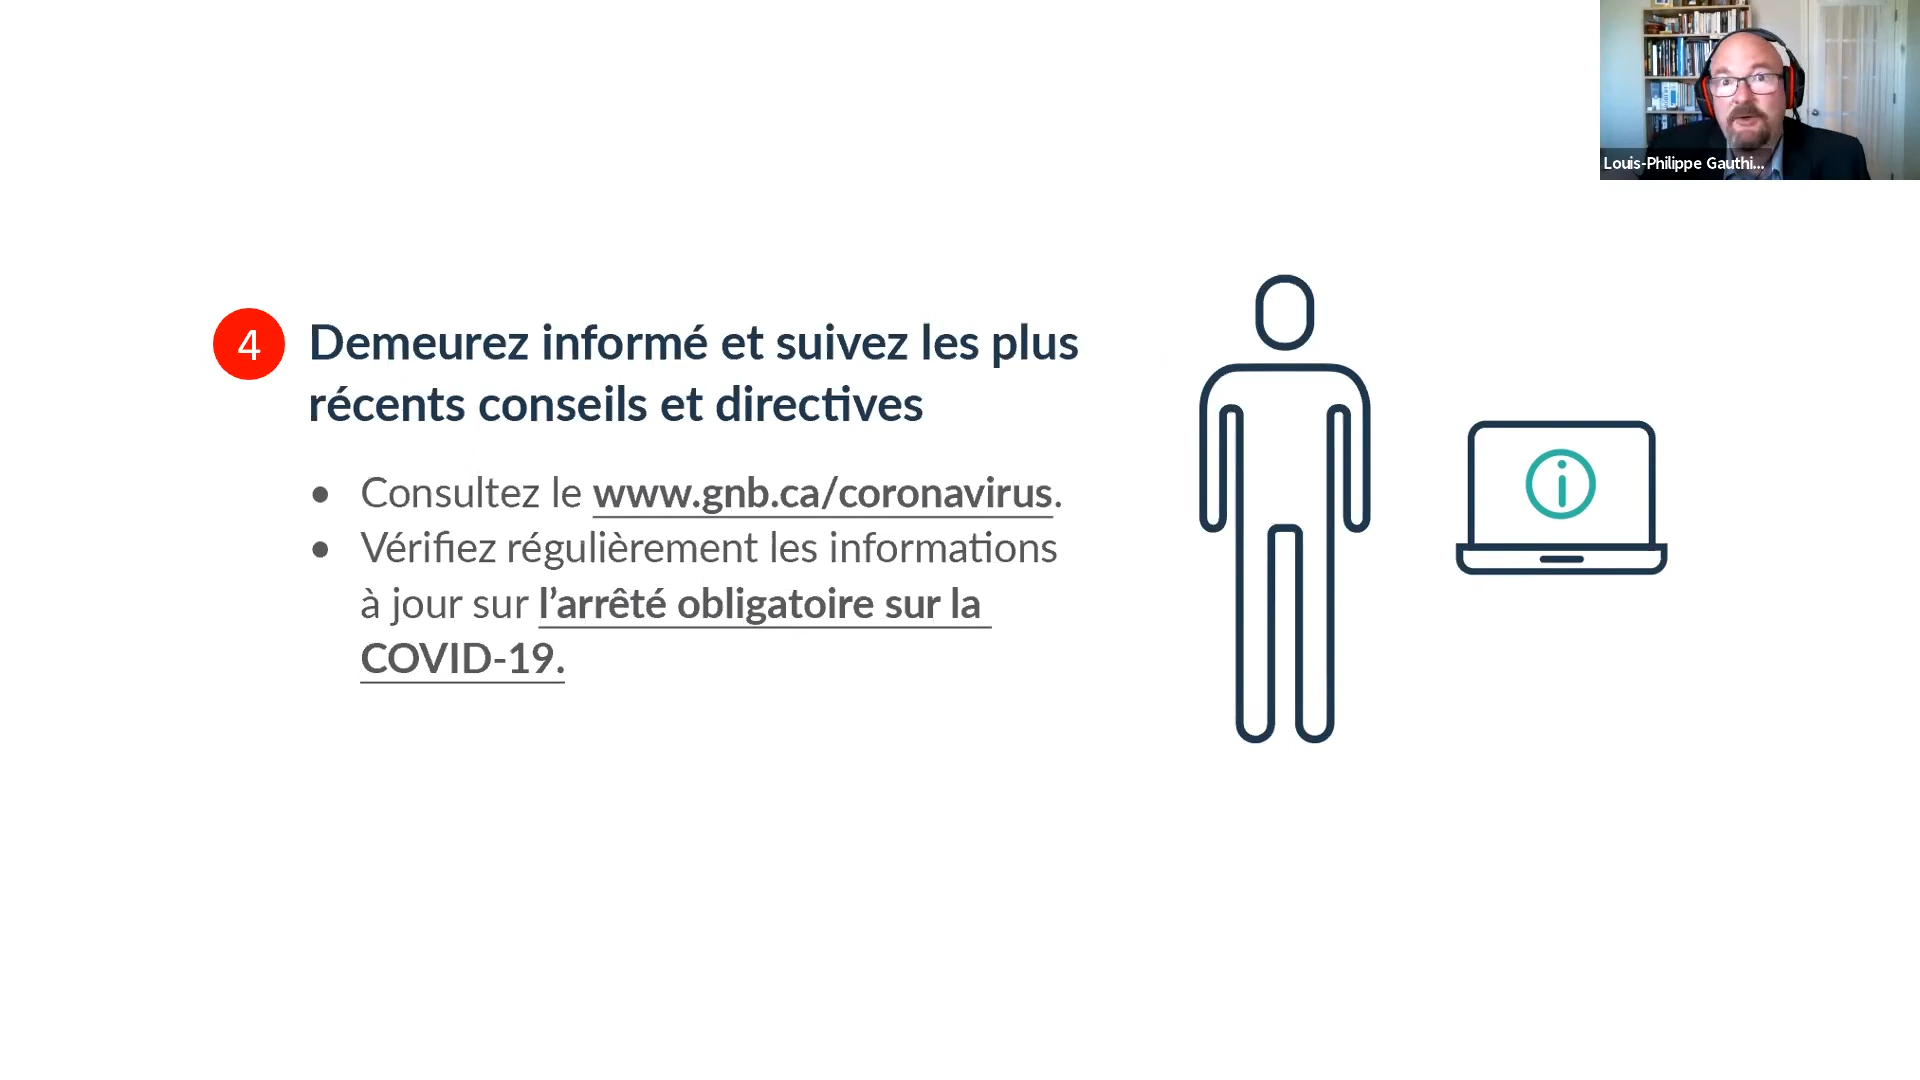 Louis-Philippe Gauthi...
4
Demeurez informé et suivez les plus
récents conseils et directives
• Consultez le www.gnb.ca/coronavirus.
• Vérifiez régulièrement les informations
à jour sur l’arrêté obligatoire sur la
COVID-19.